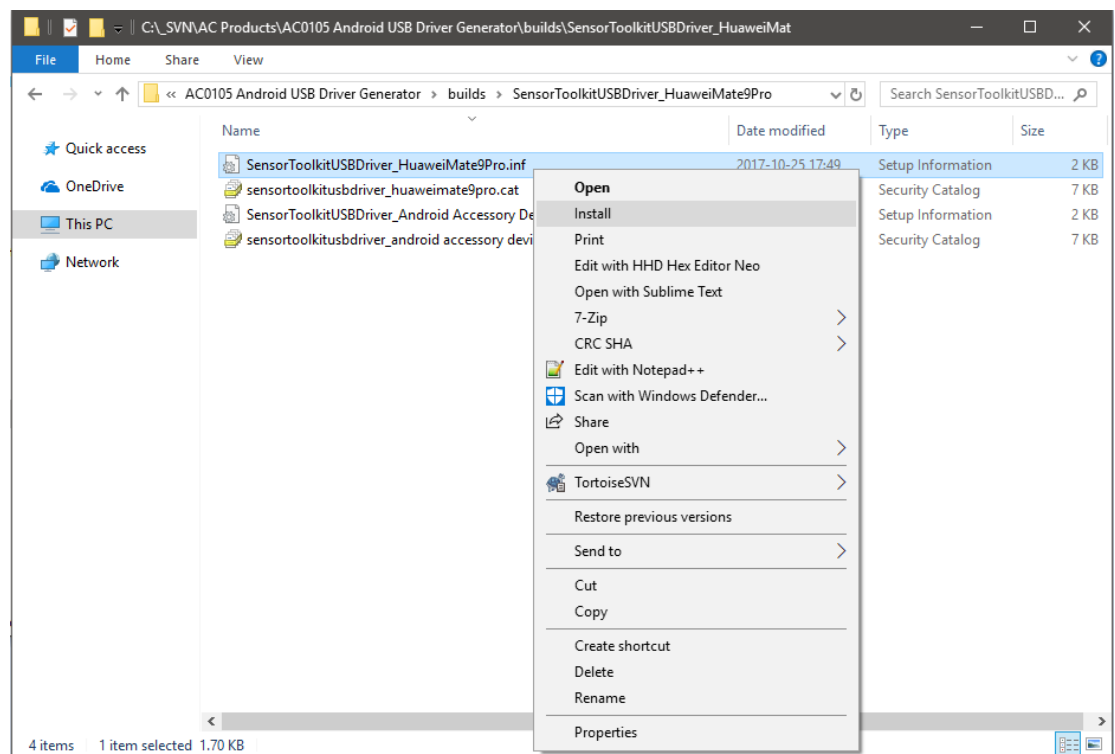 C:\_SVN\AC Products\AC0105 Android USB Driver Generator\builds\SensorToolkitUSBDriver_HuaweiMat
File Home Share View
« AC0105 Android USB Driver Generator > builds > SensorToolkitUSBDriver_HuaweiMate9Pro Search SensorToolkitUSBD...
Name Date modified Type Size
Quick access
OneDrive
This PC
Network
SensorToolkitUSBDriver_HuaweiMate9Pro.inf 2017-10-25 17:49 Setup Information 2 KB
sensortoolkitusbdriver_huaweimate9pro.cat Security Catalog 7 KB
SensorToolkitUSBDriver_Android Accessory De Setup Information 2 KB
sensortoolkitusbdriver_android accessory devi Security Catalog 7 KB
Open
Install
Print
Edit with HHD Hex Editor Neo
Open with Sublime Text
7-Zip
CRC SHA
Edit with Notepad++
Scan with Windows Defender...
Share
Open with
TortoiseSVN
Restore previous versions
Send to
Cut
Copy
Create shortcut
Delete
Rename
Properties
4 items 1 item selected 1.70 KB